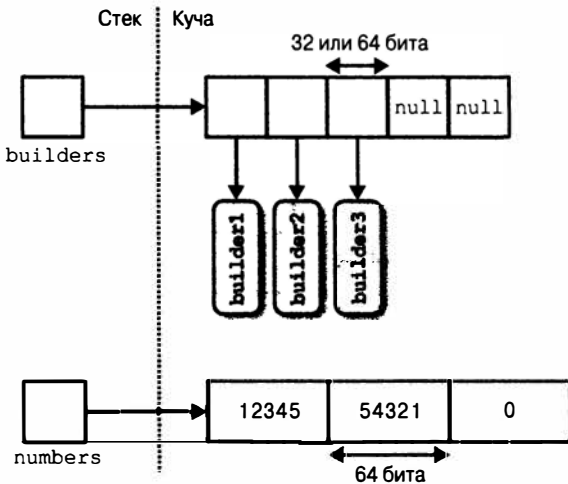 Стек Куча
32 или 64 бита
null null
builders
builder1
builder2
builder3
12345 54321 0
numbers
64 бита